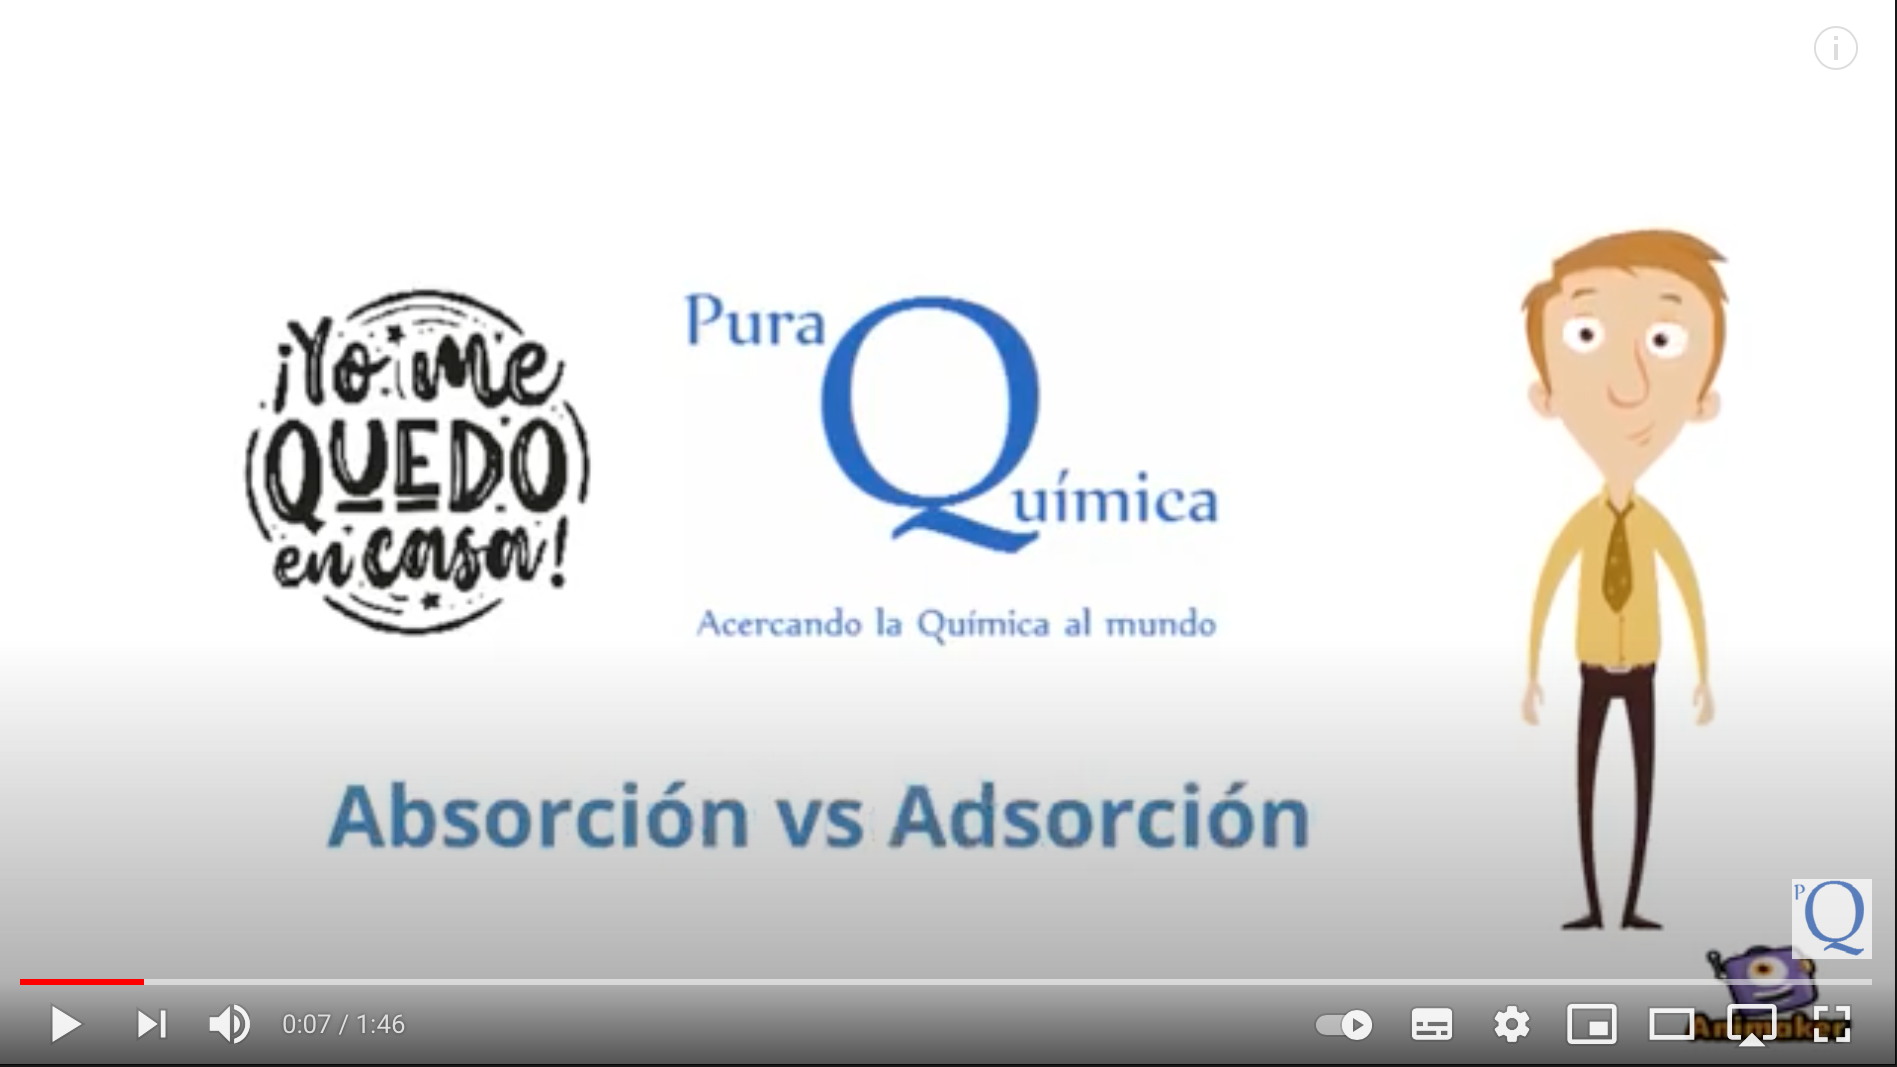 ¡Yo me
QUEDO
en casa!
Pura
Química
Acercando la Química al mundo
Absorción vs Adsorción
P
Q
Animaker
0:07 / 1:46